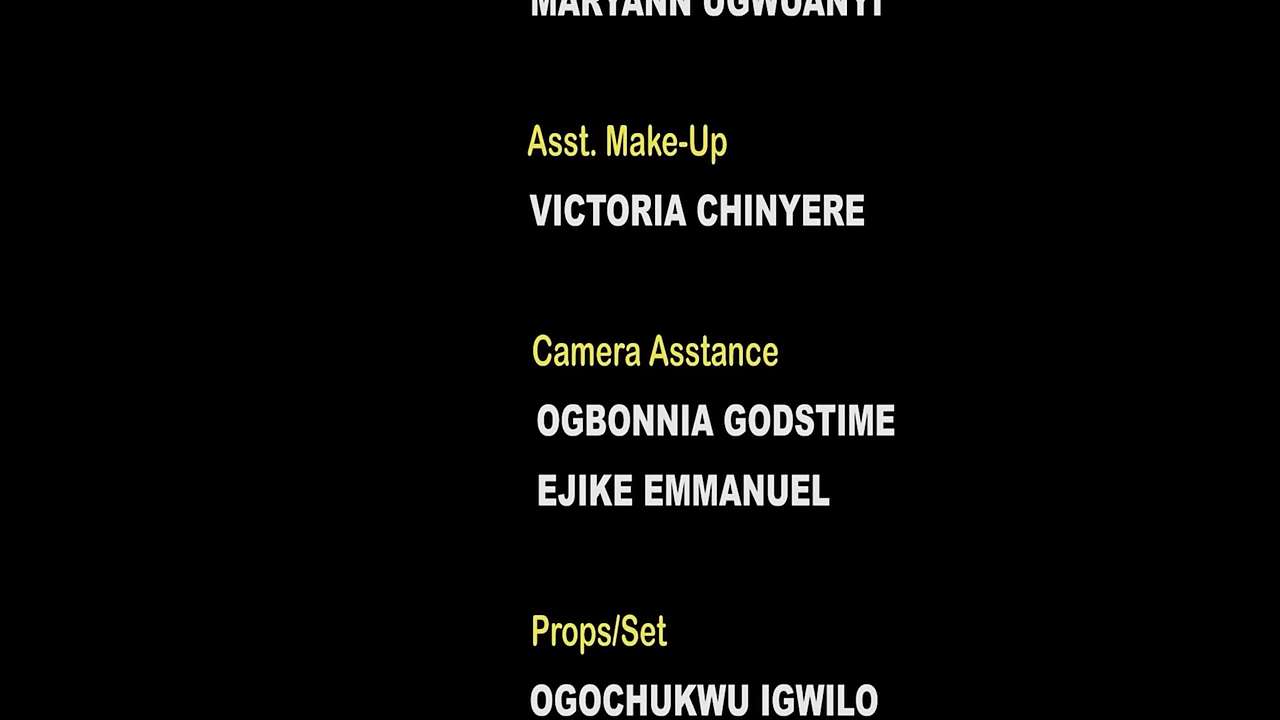 MARYANN UGWUANYI
Asst. Make-Up
VICTORIA CHINYERE
Camera Asstance
OGBONNIA GODSTIME
EJIKE EMMANUEL
Props/Set
OGOCHUKWU IGWILO